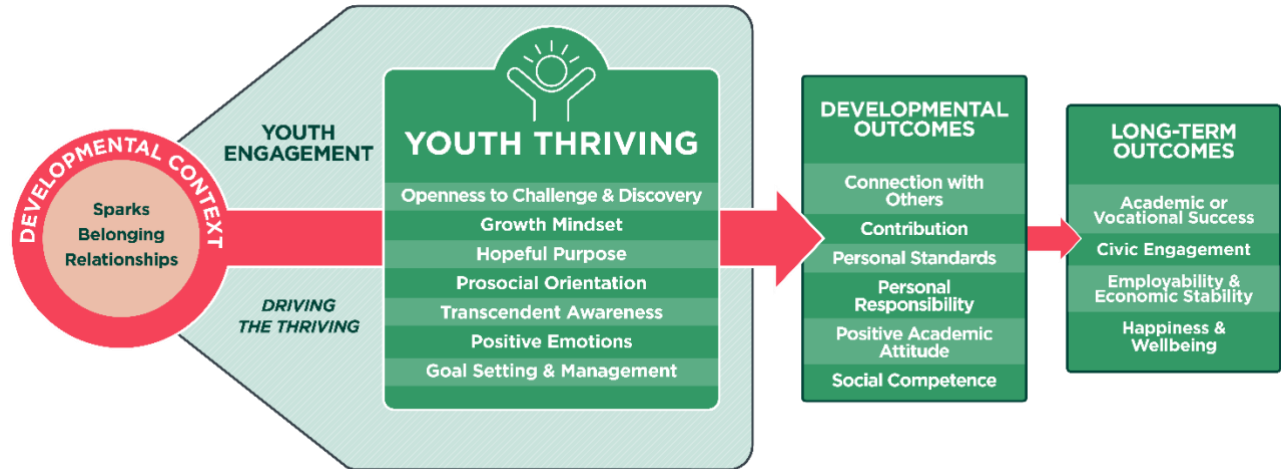 DEVELOPMENTAL CONTEXT
Sparks
Belonging
Relationships
YOUTH
ENGAGEMENT
DRIVING
THE THRIVING
YOUTH THRIVING
Openness to Challenge & Discovery
Growth Mindset
Hopeful Purpose
Prosocial Orientation
Transcendent Awareness
Positive Emotions
Goal Setting & Management
DEVELOPMENTAL
OUTCOMES
Connection with
Others
Contribution
Personal Standards
Personal
Responsibility
Positive Academic
Attitude
Social Competence
LONG-TERM
OUTCOMES
Academic or
Vocational Success
Civic Engagement
Employability &
Economic Stability
Happiness &
Wellbeing